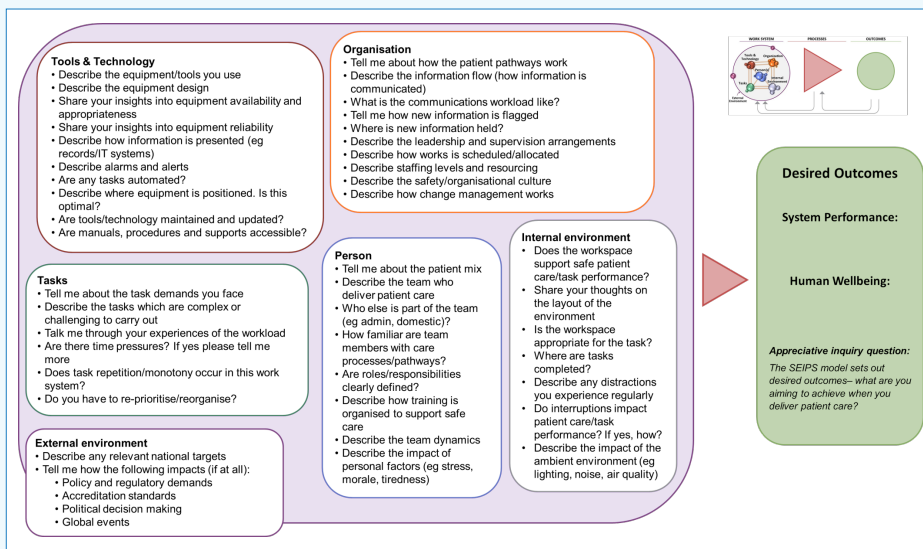 Tools & Technology
• Describe the equipment/tools you use
• Describe the equipment design
• Share your insights into equipment availability and
appropriateness
• Share your insights into equipment reliability
• Describe how information is presented (eg
records/IT systems)
• Describe alarms and alerts
• Are any tasks automated?
• Describe where equipment is positioned. Is this
optimal?
• Are tools/technology maintained and updated?
• Are manuals, procedures and supports accessible?
Organisation
• Tell me about how the patient pathways work
• Describe the information flow (how information is
communicated)
• What is the communications workload like?
• Tell me how new information is flagged
• Where is new information held?
• Describe the leadership and supervision arrangements
• Describe how works is scheduled/allocated
• Describe staffing levels and resourcing
• Describe the safety/organisational culture
• Describe how change management works
Tasks
• Tell me about the task demands you face
• Describe the tasks which are complex or
challenging to carry out
• Talk me through your experiences of the workload
• Are there time pressures? If yes please tell me
more
• Does task repetition/monotony occur in this work
system?
• Do you have to re-prioritise/reorganise?
Person
• Tell me about the patient mix
• Describe the team who
deliver patient care
• Who else is part of the team
(eg admin, domestic)?
• How familiar are team
members with care
processes/pathways?
• Are roles/responsibilities
clearly defined?
• Describe how training is
organised to support safe
care
• Describe the team dynamics
• Describe the impact of
personal factors (eg stress,
morale, tiredness)
Internal environment
• Does the workspace
support safe patient
care/task performance?
• Share your thoughts on
the layout of the
environment
• Is the workspace
appropriate for the task?
• Where are tasks
completed?
• Describe any distractions
you experience regularly
• Do interruptions impact
patient care/task
performance? If yes, how?
• Describe the impact of the
ambient environment (eg
lighting, noise, air quality)
External environment
• Describe any relevant national targets
• Tell me how the following impacts (if at all):
• Policy and regulatory demands
• Accreditation standards
• Political decision making
• Global events
WORK SYSTEM
PROCESSES
OUTCOMES
Tools &
Technology
Organisation
Person(s)
Tasks
Internal
Environment
External
Environment
Desired Outcomes
System Performance:
Human Wellbeing:
Appreciative inquiry question:
The SEIPS model sets out
desired outcomes– what are you
aiming to achieve when you
deliver patient care?